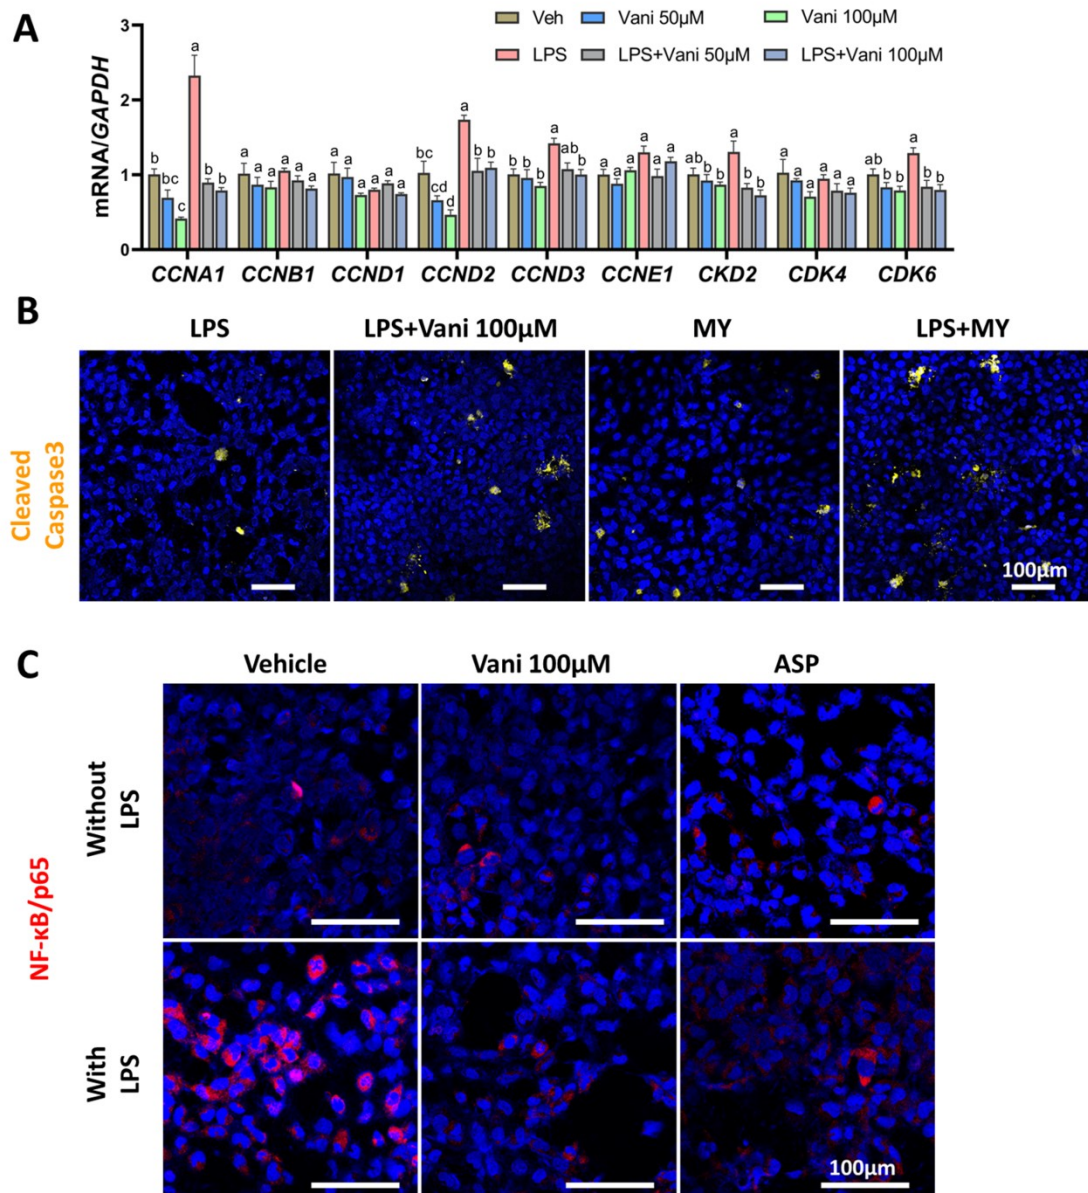 A
Veh
Vani 50µM
Vani 100µM
LPS
LPS+Vani 50µM
LPS+Vani 100µM
mRNA/GAPDH
3
2
1
0
b b c a b b
a a a a a a
a a a a a a
bc cd d a b b
b b b a ab b
a a a a a a
ab b b a b b
a a a a a a
ab b b a b b
CCNA1 CCNB1 CCND1 CCND2 CCND3 CCNE1 CKD2 CDK4 CDK6
B
LPS LPS+Vani 100µM MY LPS+MY
Cleaved
Caspase3
100µm
C
Vehicle Vani 100µM ASP
NF-κB/p65
Without
LPS
With
LPS
100µm